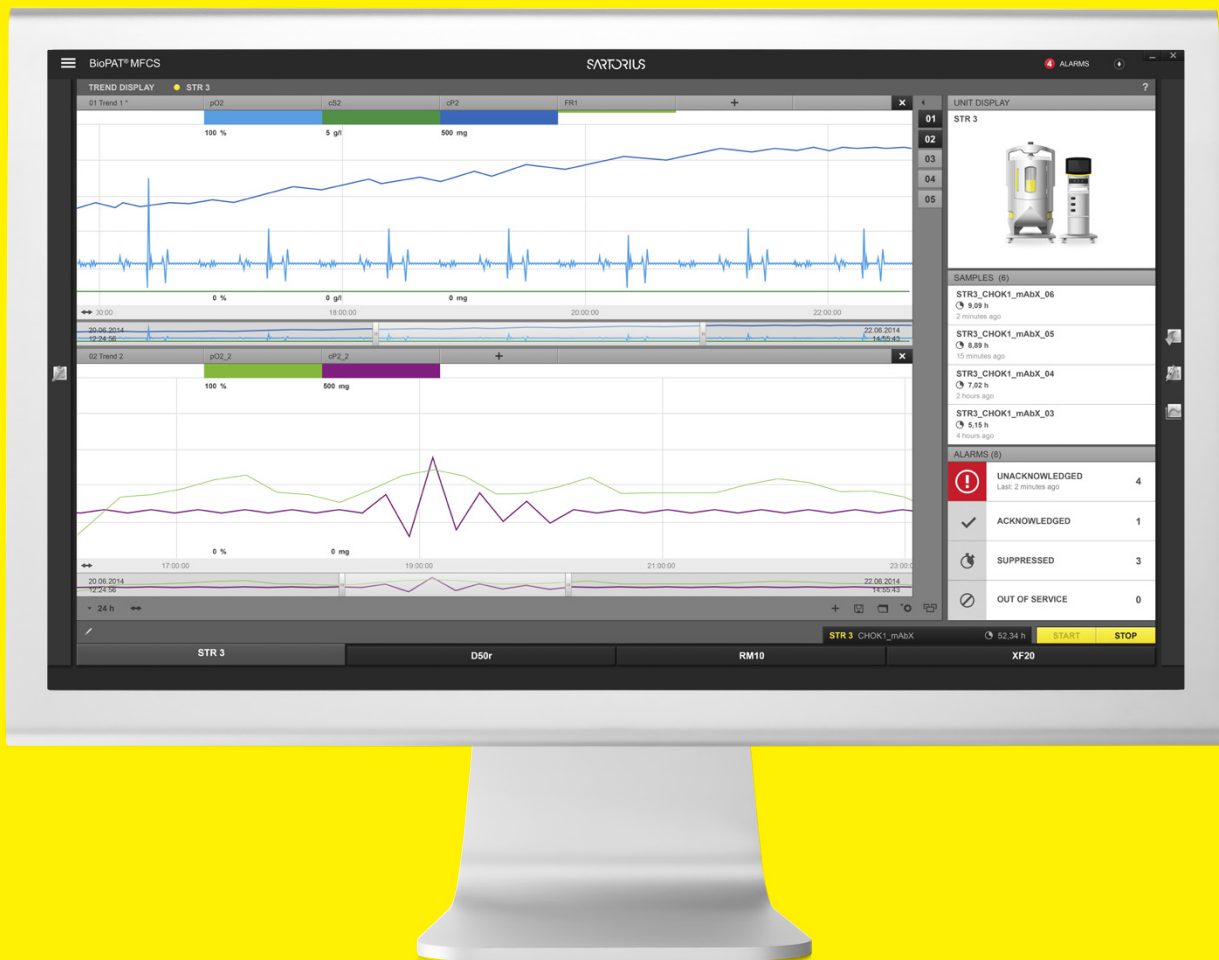 BioPAT® MFCS
SARTORIUS
4 ALARMS
TREND DISPLAY STR 3 ?
01 Trend 1 * pO2 cS2 cP2 FR1 +
100 % 5 g/l 500 mg
0 % 0 g/l 0 mg
18:00:00 20:00:00 22:00:00
20.06.2014 22.06.2014
12:24:56 14:55:43
02 Trend 2 pO2_2 cP2_2 +
100 % 500 mg
0 % 0 mg
17:00:00 19:00:00 21:00:00
20.06.2014 22.06.2014
12:24:56 14:55:43
24 h
01
02
03
04
05
UNIT DISPLAY
STR 3
SAMPLES (6)
STR3_CHOK1_mAbX_06
9,09 h
2 minutes ago
STR3_CHOK1_mAbX_05
8,89 h
15 minutes ago
STR3_CHOK1_mAbX_04
7,02 h
2 hours ago
STR3_CHOK1_mAbX_03
5,15 h
4 hours ago
ALARMS (8)
UNACKNOWLEDGED 4
Last: 2 minutes ago
ACKNOWLEDGED 1
SUPPRESSED 3
OUT OF SERVICE 0
STR 3 CHOK1_mAbX 52,34 h START STOP
STR 3 D50r RM10 XF20